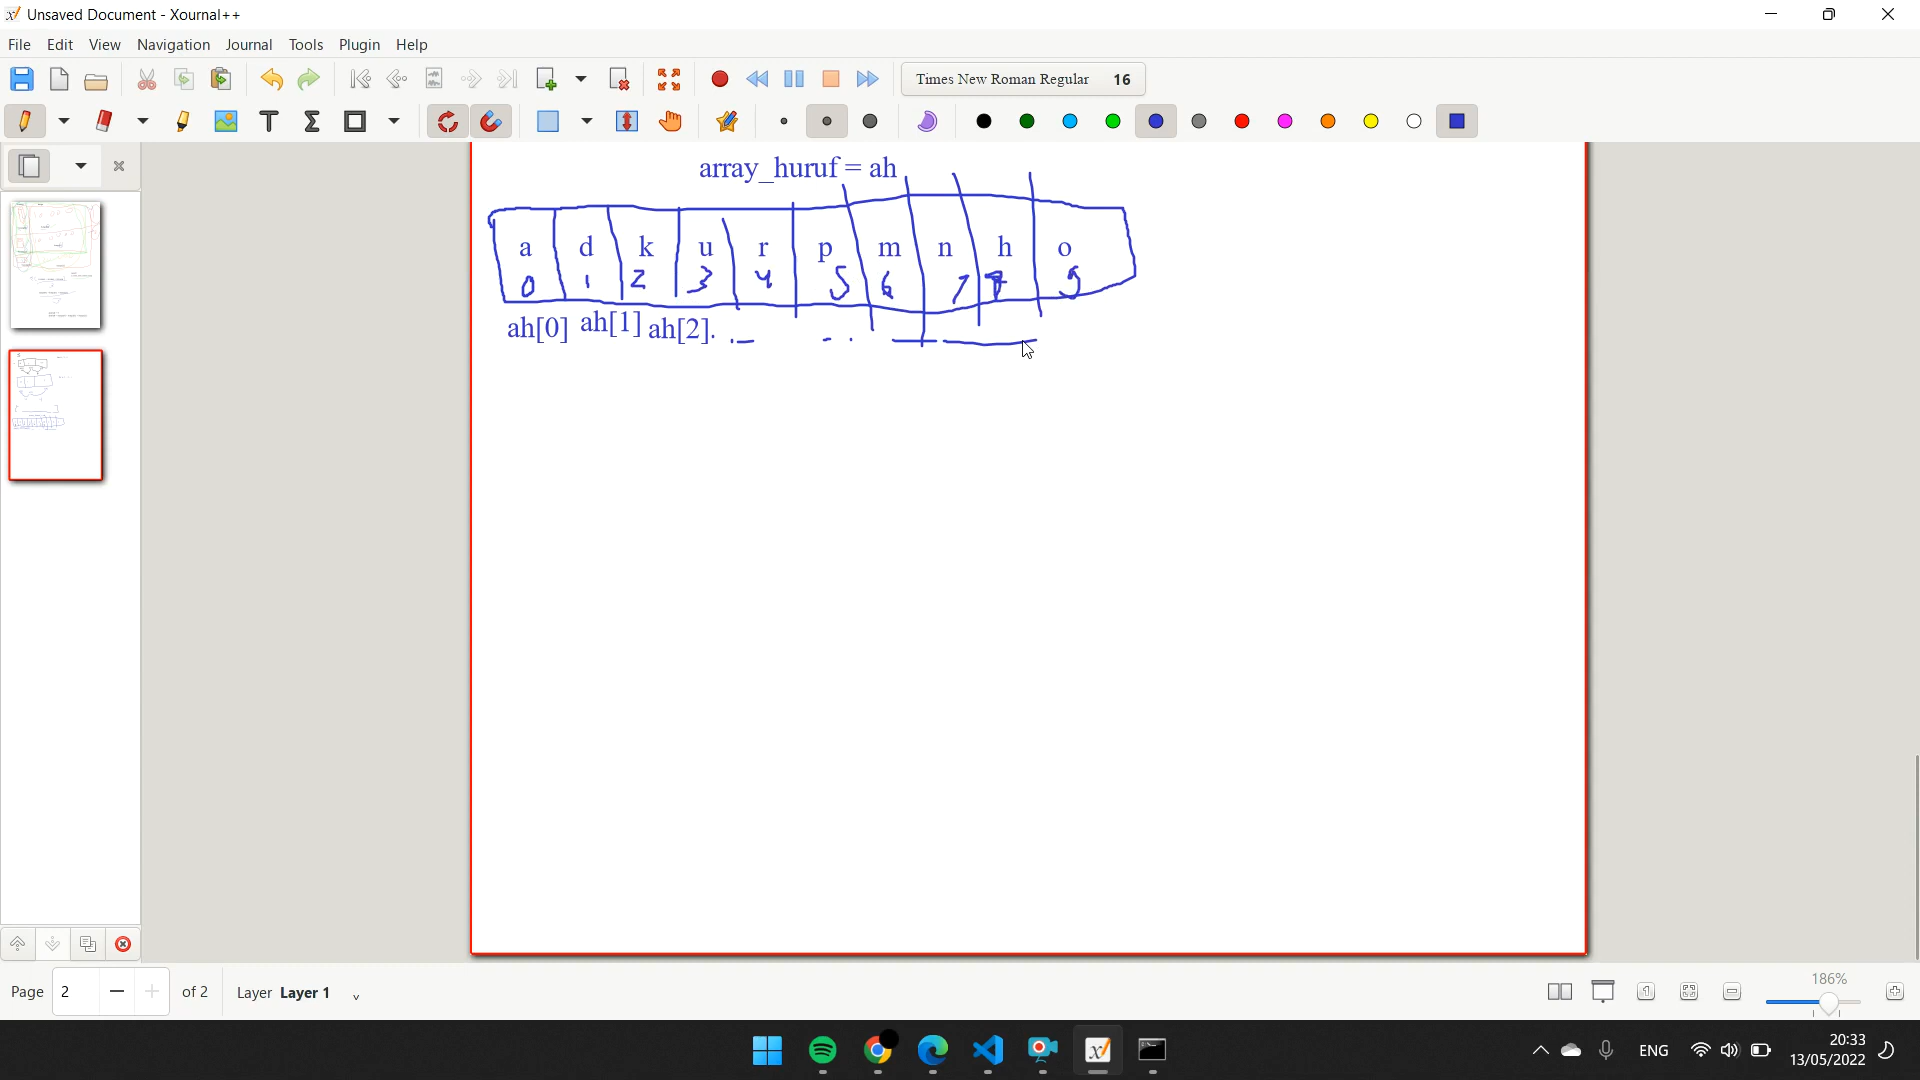 Unsaved Document - Xournal++
File Edit View Navigation Journal Tools Plugin Help
Times New Roman Regular 16
array_huruf = ah
a d k u r p m n h o
0 1 2 3 4 5 6 7 8 9
ah[0] ah[1] ah[2]. . _ - .
Page 2 of 2 Layer Layer 1
186%
ENG
20:33
13/05/2022